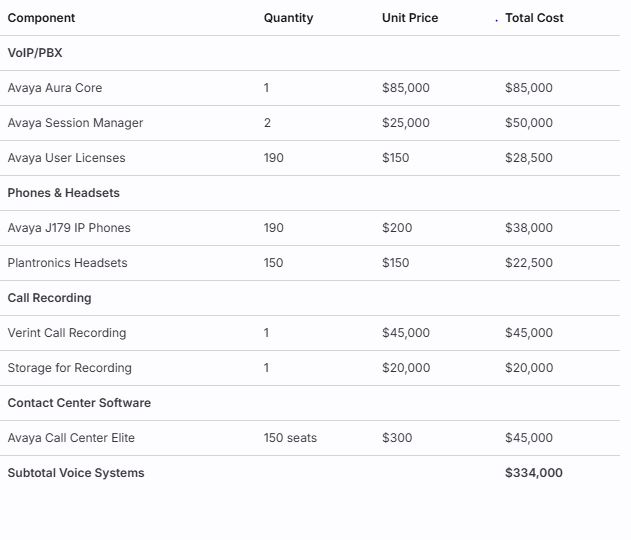 Component Quantity Unit Price . Total Cost
VoIP/PBX
Avaya Aura Core 1 $85,000 $85,000
Avaya Session Manager 2 $25,000 $50,000
Avaya User Licenses 190 $150 $28,500
Phones & Headsets
Avaya J179 IP Phones 190 $200 $38,000
Plantronics Headsets 150 $150 $22,500
Call Recording
Verint Call Recording 1 $45,000 $45,000
Storage for Recording 1 $20,000 $20,000
Contact Center Software
Avaya Call Center Elite 150 seats $300 $45,000
Subtotal Voice Systems $334,000